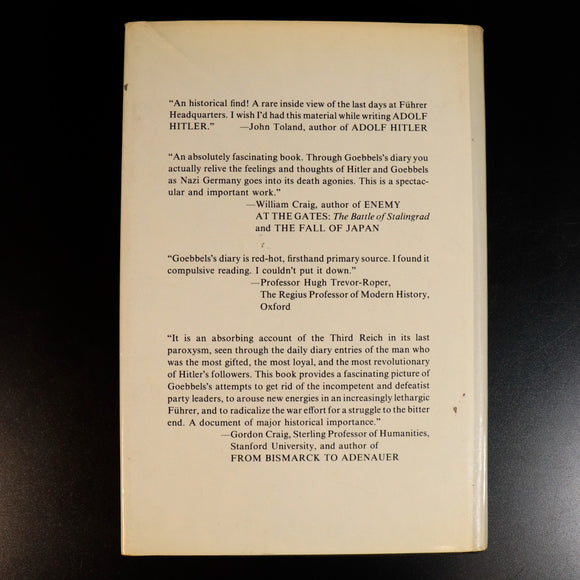 “An historical find! A rare inside view of the last days at Führer
Headquarters. I wish I'd had this material while writing ADOLF
HITLER.” —John Toland, author of ADOLF HITLER
“An absolutely fascinating book. Through Goebbels's diary you
actually relive the feelings and thoughts of Hitler and Goebbels
as Nazi Germany goes into its death agonies. This is a spectac-
ular and important work.”
—William Craig, author of ENEMY
AT THE GATES: The Battle of Stalingrad
and THE FALL OF JAPAN
“Goebbels's diary is red-hot, firsthand primary source. I found it
compulsive reading. I couldn't put it down.”
—Professor Hugh Trevor-Roper,
The Regius Professor of Modern History,
Oxford
“It is an absorbing account of the Third Reich in its last
paroxysm, seen through the daily diary entries of the man who
was the most gifted, the most loyal, and the most revolutionary
of Hitler's followers. This book provides a fascinating picture of
Goebbels's attempts to get rid of the incompetent and defeatist
party leaders, to arouse new energies in an increasingly lethargic
Führer, and to radicalize the war effort for a struggle to the bitter
end. A document of major historical importance.”
—Gordon Craig, Sterling Professor of Humanities,
Stanford University, and author of
FROM BISMARCK TO ADENAUER